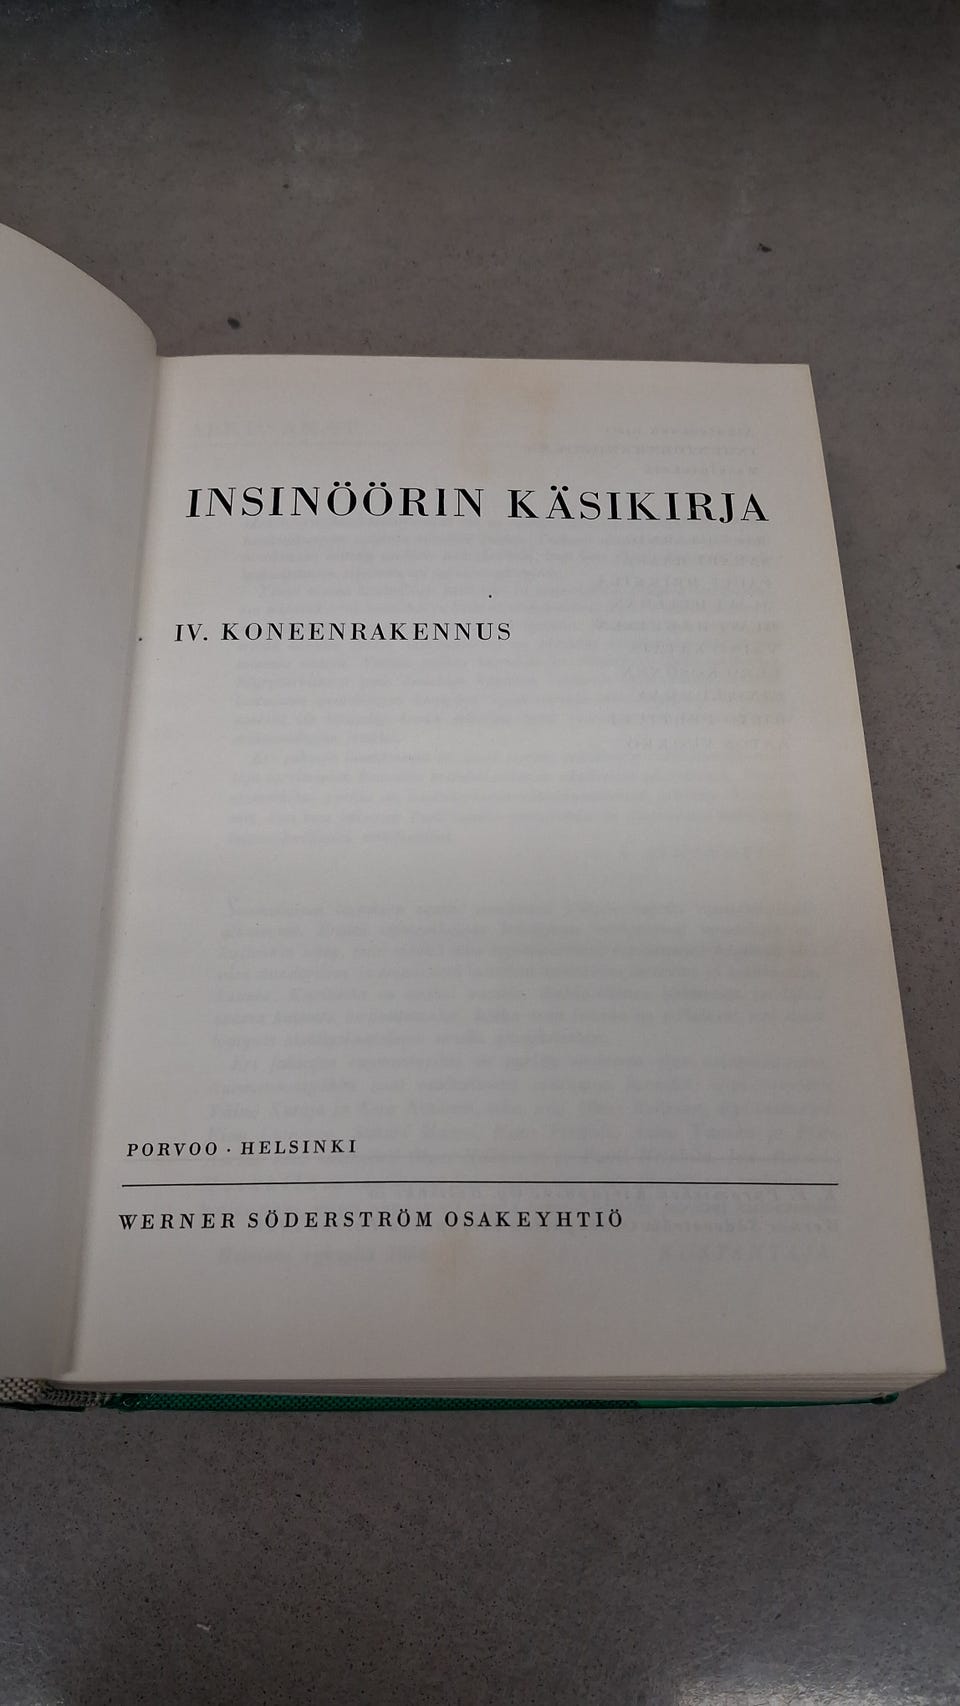 INSINÖÖRIN KÄSIKIRJA
IV. KONEENRAKENNUS
PORVOO · HELSINKI
WERNER SÖDERSTRÖM OSAKEYHTIÖ